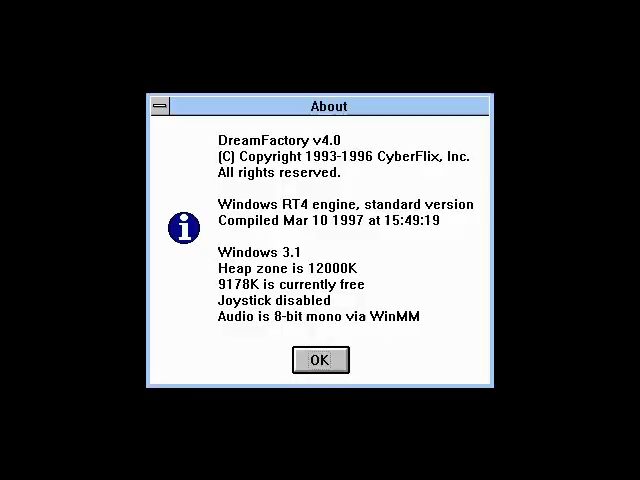 About
DreamFactory v4.0
(C) Copyright 1993-1996 CyberFlix, Inc.
All rights reserved.
Windows RT4 engine, standard version
Compiled Mar 10 1997 at 15:49:19
Windows 3.1
Heap zone is 12000K
9178K is currently free
Joystick disabled
Audio is 8-bit mono via WinMM
OK